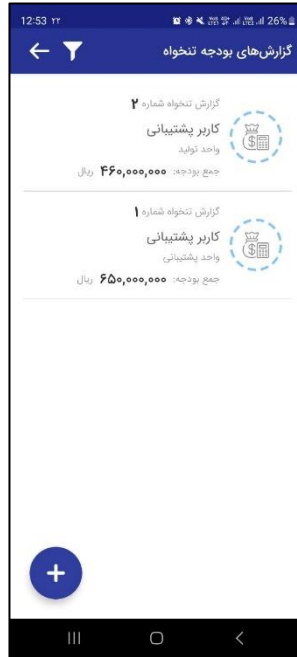 12:53 ۲۲ 26%
گزارش‌های بودجه تنخواه
گزارش تنخواه شماره ۲
کاربر پشتیبانی
واحد تولید
جمع بودجه: ۴۶۰,۰۰۰,۰۰۰ ریال
گزارش تنخواه شماره ۱
کاربر پشتیبانی
واحد پشتیبانی
جمع بودجه: ۶۵۰,۰۰۰,۰۰۰ ریال